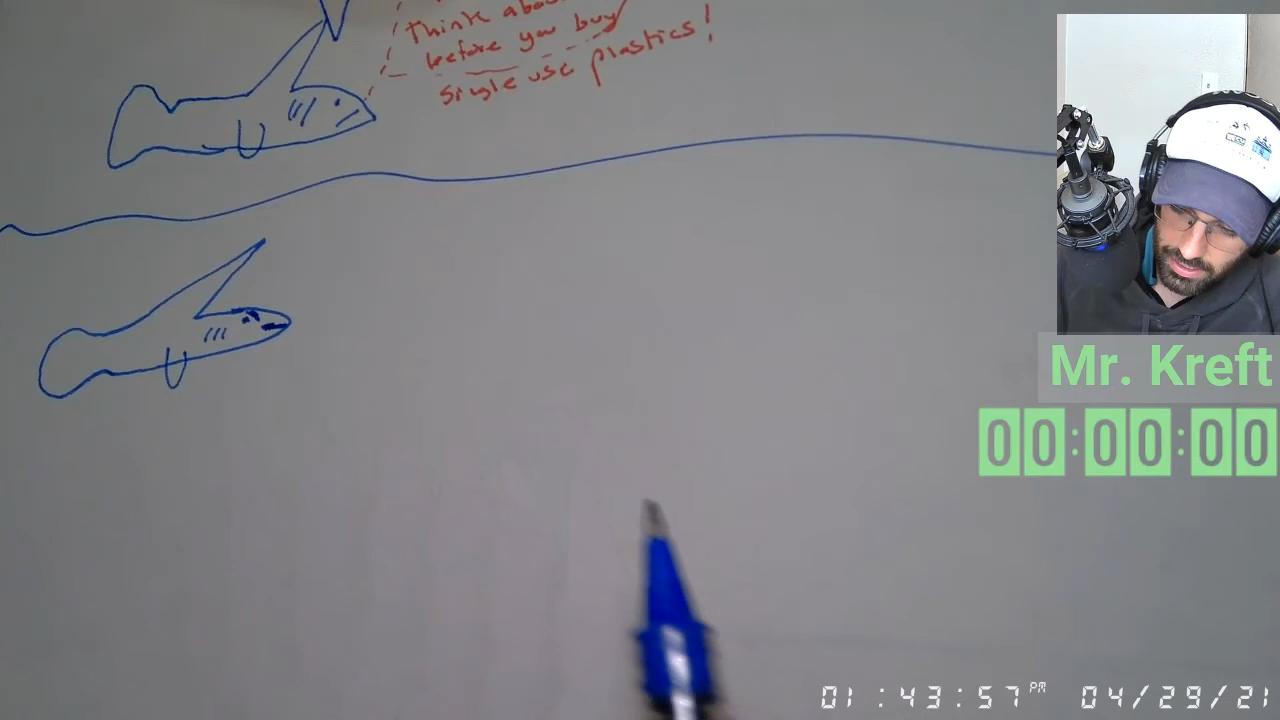 think
before you buy
single use plastics!
Mr. Kreft
00:00:00
01:43:57 PM 04/29/21